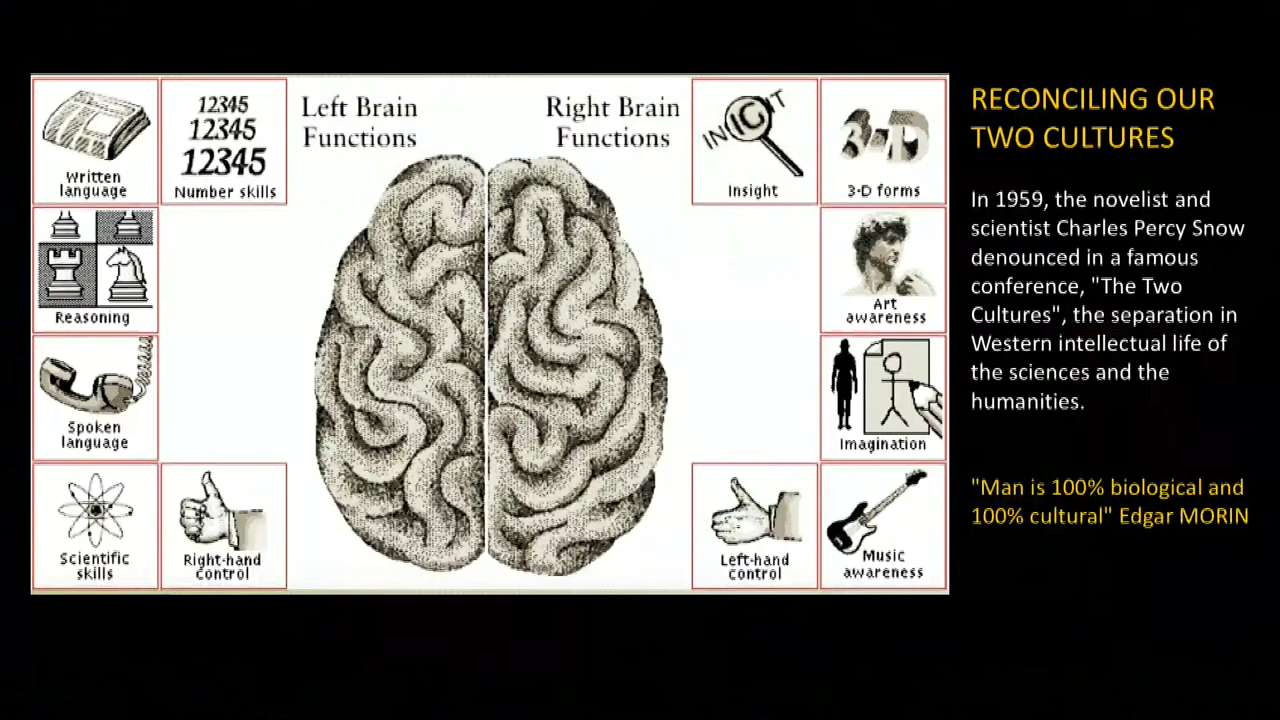 Left Brain
Functions
Right Brain
Functions
Written
language
12345
12345
12345
Number skills
Reasoning
Spoken
language
Scientific
skills
Right-hand
control
INSIGHT
Insight
3-D
3-D forms
Art
awareness
Imagination
Left-hand
control
Music
awareness
RECONCILING OUR
TWO CULTURES
In 1959, the novelist and
scientist Charles Percy Snow
denounced in a famous
conference, "The Two
Cultures", the separation in
Western intellectual life of
the sciences and the
humanities.
"Man is 100% biological and
100% cultural" Edgar MORIN